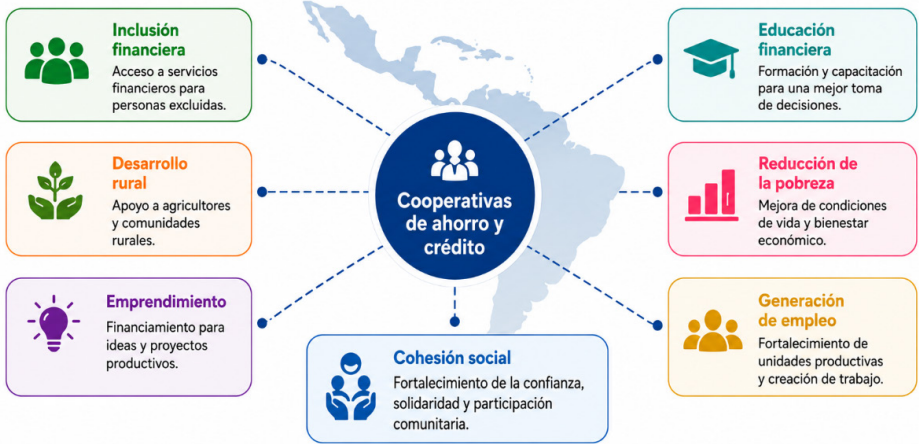 Inclusión
financiera
Acceso a servicios
financieros para
personas excluidas.
Desarrollo
rural
Apoyo a agricultores
y comunidades
rurales.
Emprendimiento
Financiamiento para
ideas y proyectos
productivos.
Cooperativas
de ahorro y
crédito
Cohesión social
Fortalecimiento de la confianza,
solidaridad y participación
comunitaria.
Educación
financiera
Formación y capacitación
para una mejor toma
de decisiones.
Reducción de
la pobreza
Mejora de condiciones
de vida y bienestar
económico.
Generación
de empleo
Fortalecimiento de
unidades productivas
y creación de trabajo.